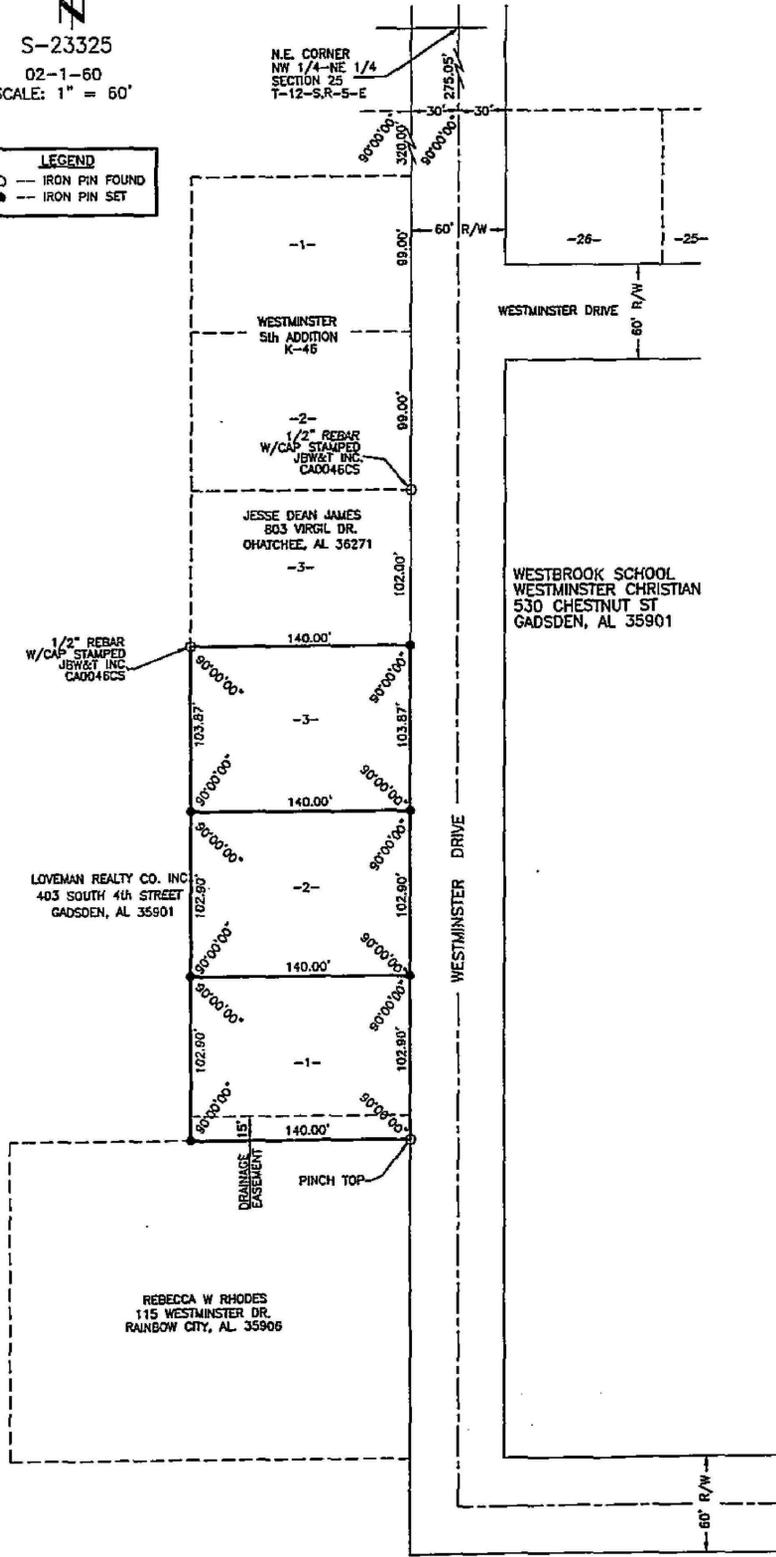 N
S-23325
02-1-60
SCALE: 1" = 60'
LEGEND
○ -- IRON PIN FOUND
● -- IRON PIN SET
N.E. CORNER
NW 1/4-NE 1/4
SECTION 25
T-12-S,R-5-E
275.05'
30'
30'
90°00'00"
320.00'
90°00'00"
60' R/W
-1-
99.00'
-26-
-25-
WESTMINSTER DRIVE
60' R/W
WESTMINSTER
5th ADDITION
K-46
99.00'
-2-
1/2" REBAR
W/CAP STAMPED
JBW&T INC.
CA0046CS
JESSE DEAN JAMES
803 VIRGIL DR.
OHATCHEE, AL 36271
-3-
102.00'
WESTBROOK SCHOOL
WESTMINSTER CHRISTIAN
530 CHESTNUT ST
GADSDEN, AL 35901
1/2" REBAR
W/CAP STAMPED
JBW&T INC.
CA0046CS
140.00'
90°00'00"
90°00'00"
103.87'
-3-
103.87'
90°00'00"
90°00'00"
140.00'
90°00'00"
90°00'00"
LOVEMAN REALTY CO. INC
403 SOUTH 4th STREET
GADSDEN, AL 35901
102.90'
-2-
102.90'
WESTMINSTER DRIVE
90°00'00"
90°00'00"
140.00'
90°00'00"
90°00'00"
102.90'
-1-
102.90'
90°00'00"
90°00'00"
15'
140.00'
DRAINAGE
EASEMENT
PINCH TOP
REBECCA W RHODES
115 WESTMINSTER DR.
RAINBOW CITY, AL. 35906
60' R/W